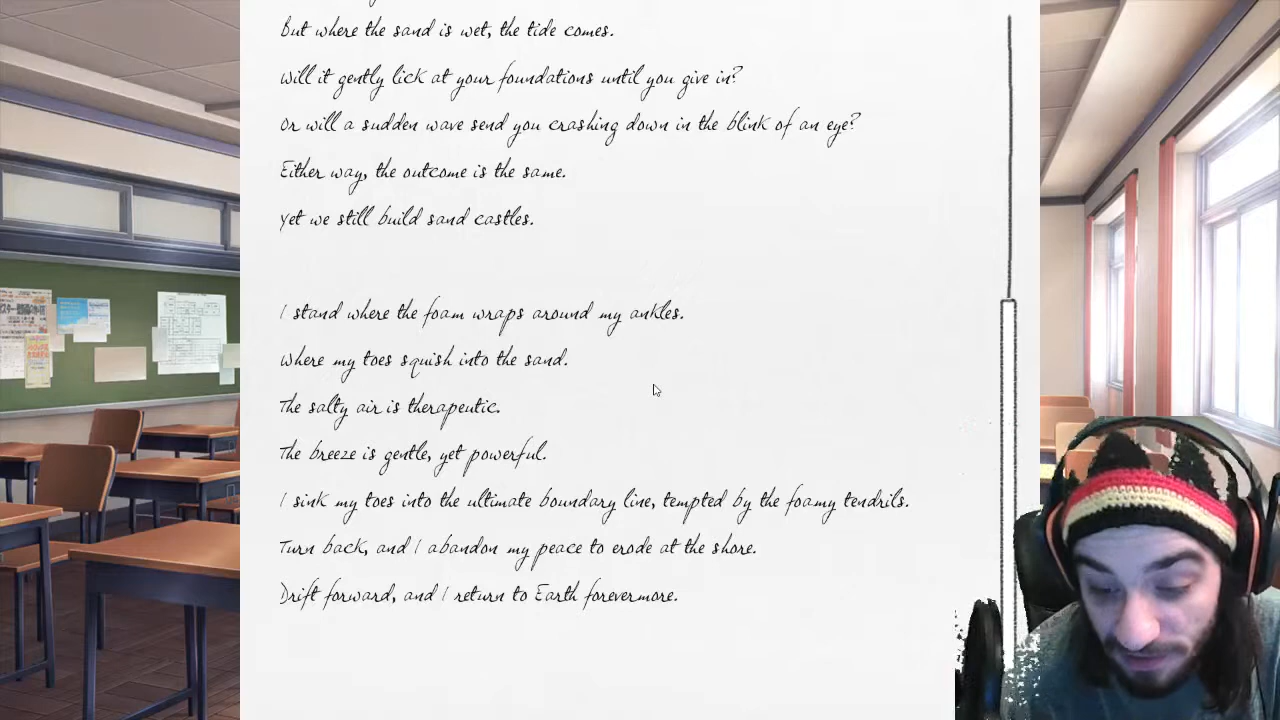 But where the sand is wet, the tide comes.
Will it gently lick at your foundations until you give in?
Or will a sudden wave send you crashing down in the blink of an eye?
Either way, the outcome is the same.
Yet we still build sand castles.
I stand where the foam wraps around my ankles.
Where my toes squish into the sand.
The salty air is therapeutic.
The breeze is gentle, yet powerful.
I sink my toes into the ultimate boundary line, tempted by the foamy tendrils.
Turn back, and I abandon my peace to erode at the shore.
Drift forward, and I return to Earth forevermore.